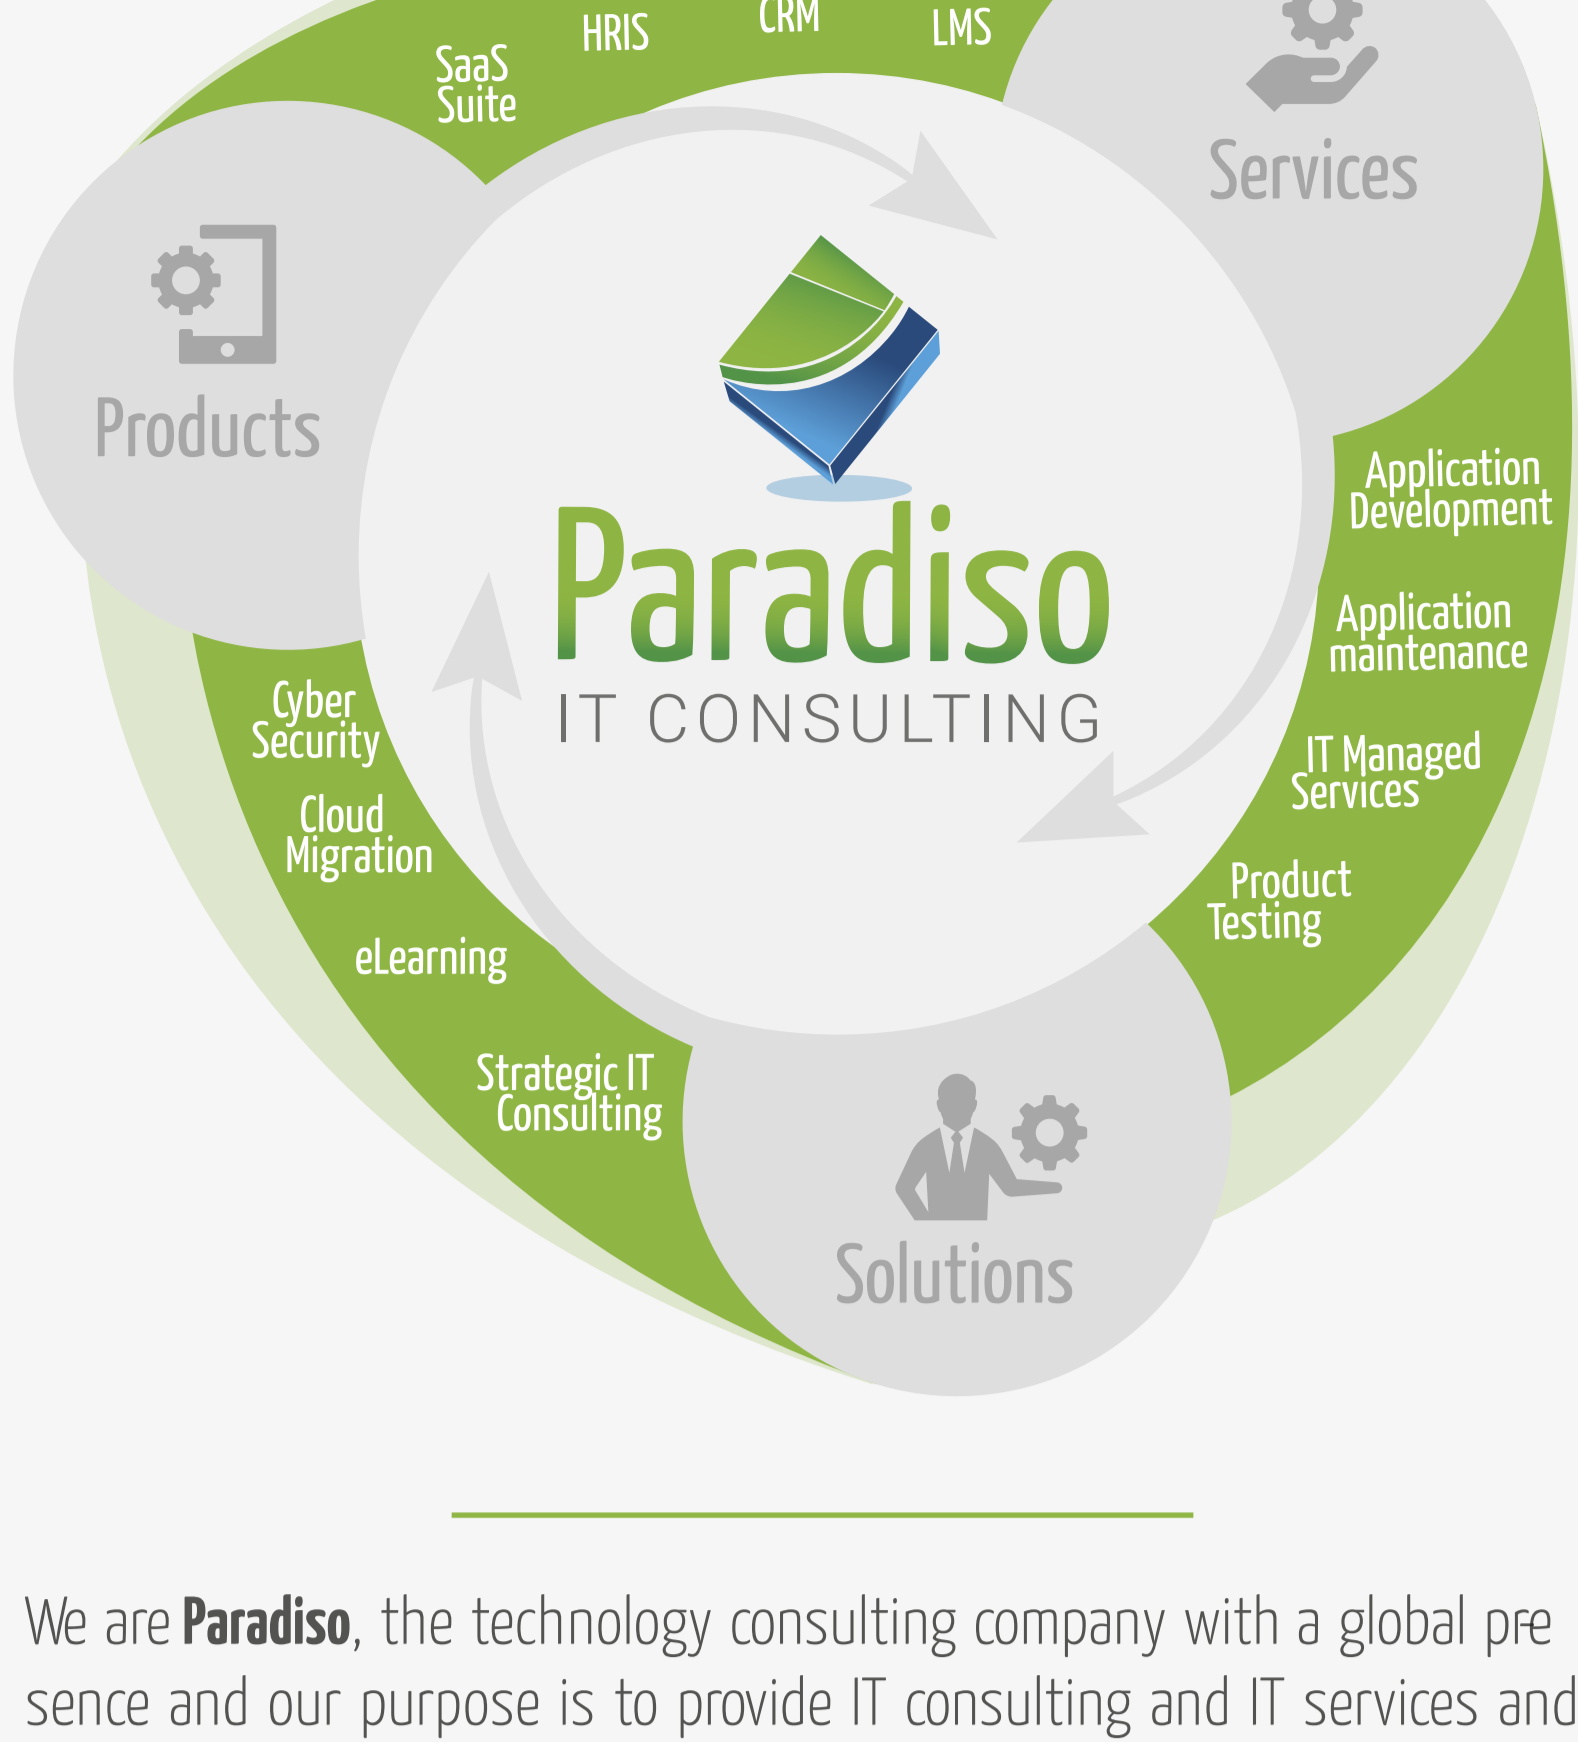 HRIS
CRM
LMS
SaaS
Suite
Services
Products
Application
Development
Application
maintenance
IT Managed
Services
Product
Testing
Paradiso
IT CONSULTING
Cyber
Security
Cloud
Migration
eLearning
Strategic IT
Consulting
Solutions
We are Paradiso, the technology consulting company with a global pre
sence and our purpose is to provide IT consulting and IT services and